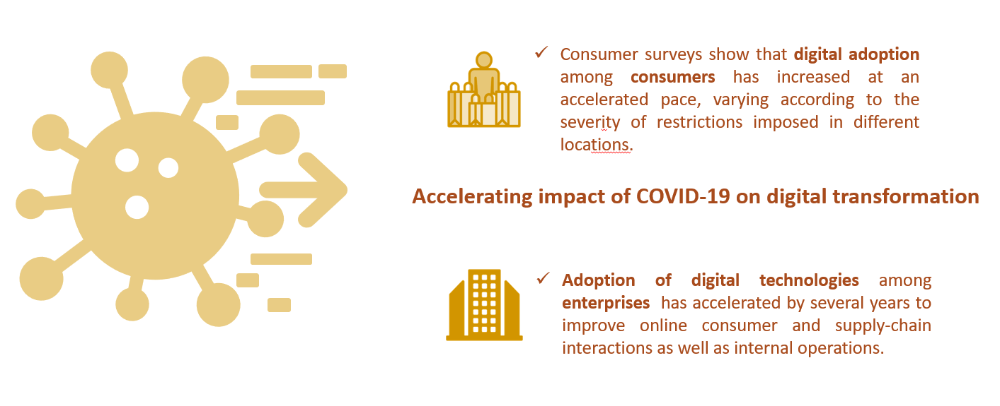 ✓ Consumer surveys show that digital adoption
among consumers has increased at an
accelerated pace, varying according to the
severity of restrictions imposed in different
locations.
Accelerating impact of COVID-19 on digital transformation
✓ Adoption of digital technologies among
enterprises has accelerated by several years to
improve online consumer and supply-chain
interactions as well as internal operations.